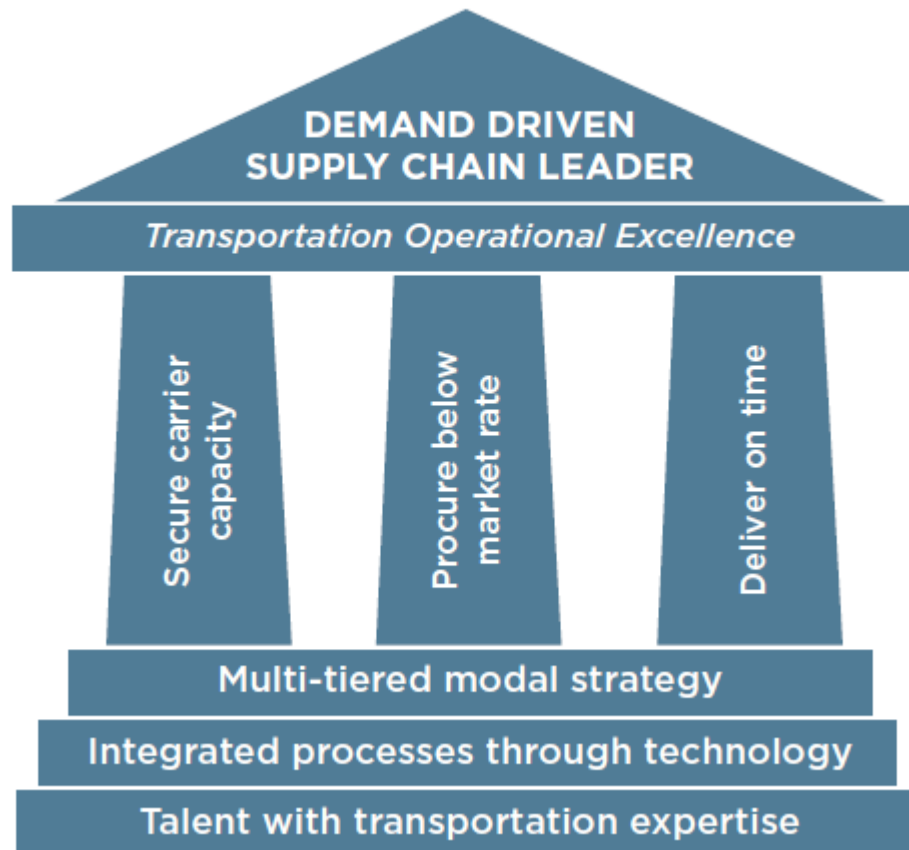 DEMAND DRIVEN
SUPPLY CHAIN LEADER
Transportation Operational Excellence
Secure carrier
capacity
Procure below
market rate
Deliver on time
Multi-tiered modal strategy
Integrated processes through technology
Talent with transportation expertise